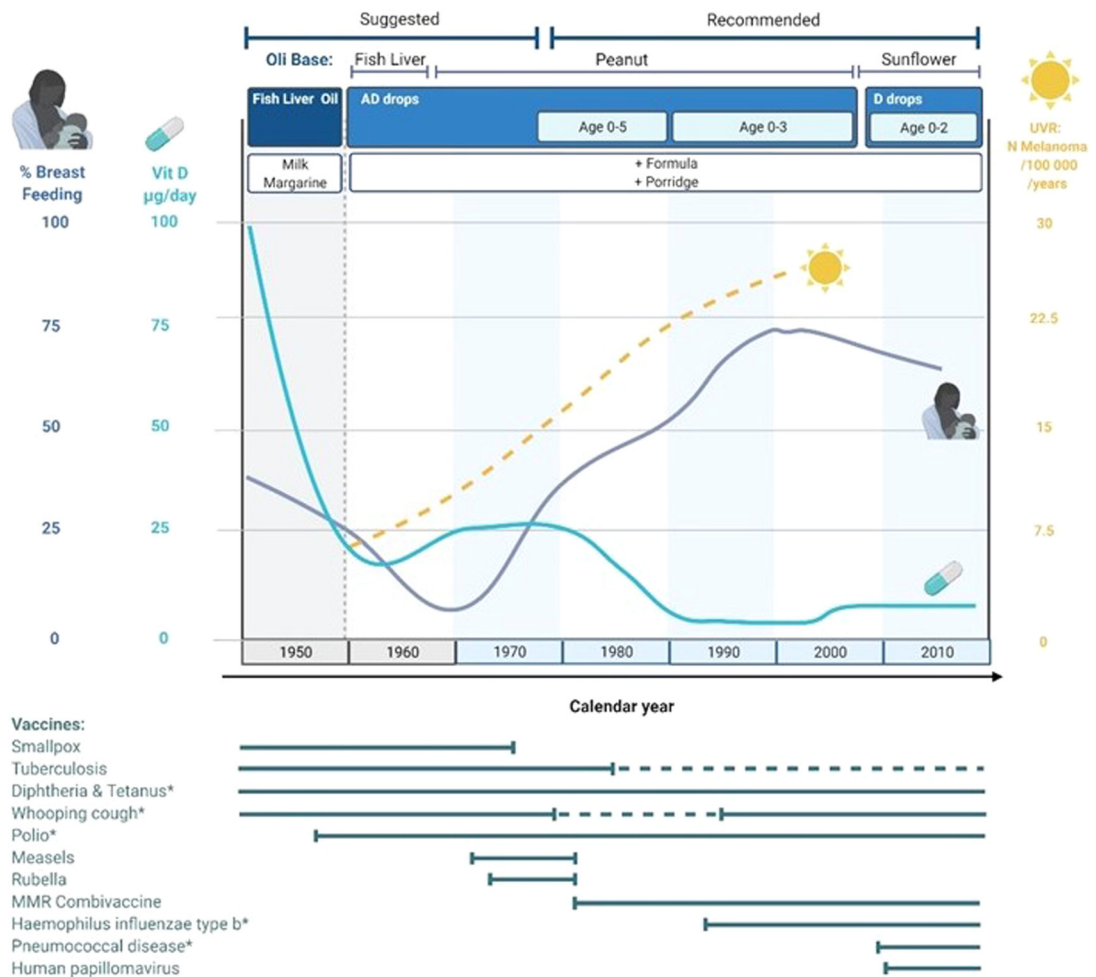 Suggested
Recommended
Oli Base:
Fish Liver
Peanut
Sunflower
Fish Liver Oil
AD drops
D drops
Age 0-5
Age 0-3
Age 0-2
Milk
Margarine
+ Formula
+ Porridge
% Breast
Feeding
Vit D
µg/day
UVR:
N Melanoma
/100 000
/years
100
100
30
75
75
22.5
50
50
15
25
25
7.5
0
0
0
1950
1960
1970
1980
1990
2000
2010
Calendar year
Vaccines:
Smallpox
Tuberculosis
Diphtheria & Tetanus*
Whooping cough*
Polio*
Measels
Rubella
MMR Combivaccine
Haemophilus influenzae type b*
Pneumococcal disease*
Human papillomavirus